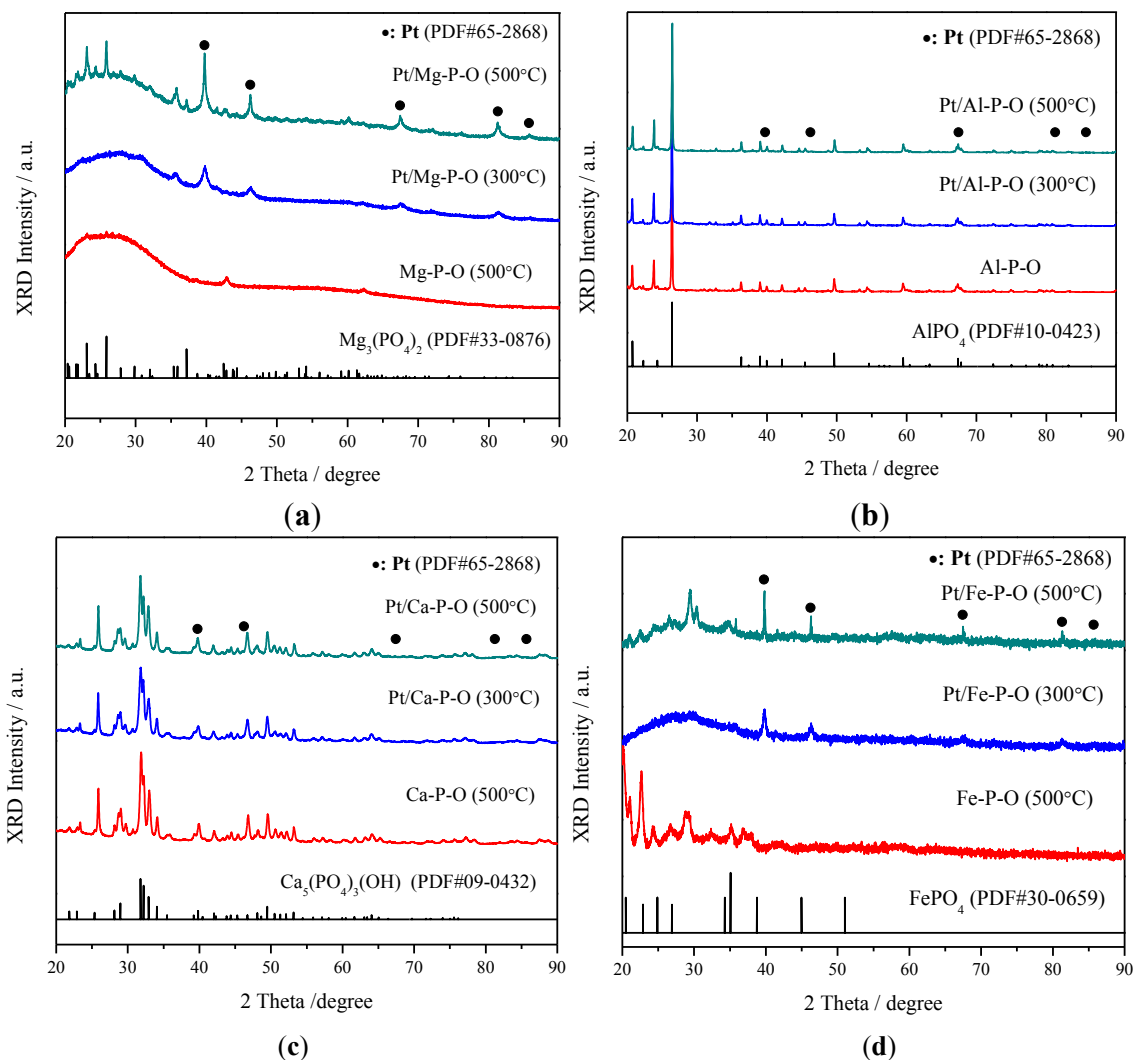 ●: Pt (PDF#65-2868)
Pt/Mg-P-O (500°C)
Pt/Mg-P-O (300°C)
Mg-P-O (500°C)
Mg₃(PO₄)₂ (PDF#33-0876)
XRD Intensity / a.u.
20 30 40 50 60 70 80 90
2 Theta / degree
(a)
●: Pt (PDF#65-2868)
Pt/Al-P-O (500°C)
Pt/Al-P-O (300°C)
Al-P-O
AlPO₄ (PDF#10-0423)
XRD Intensity / a.u.
20 30 40 50 60 70 80 90
2 Theta / degree
(b)
●: Pt (PDF#65-2868)
Pt/Ca-P-O (500°C)
Pt/Ca-P-O (300°C)
Ca-P-O (500°C)
Ca₅(PO₄)₃(OH) (PDF#09-0432)
XRD Intensity / a.u.
20 30 40 50 60 70 80 90
2 Theta /degree
(c)
●: Pt (PDF#65-2868)
Pt/Fe-P-O (500°C)
Pt/Fe-P-O (300°C)
Fe-P-O (500°C)
FePO₄ (PDF#30-0659)
XRD Intensity / a.u.
20 30 40 50 60 70 80 90
2 Theta / degree
(d)